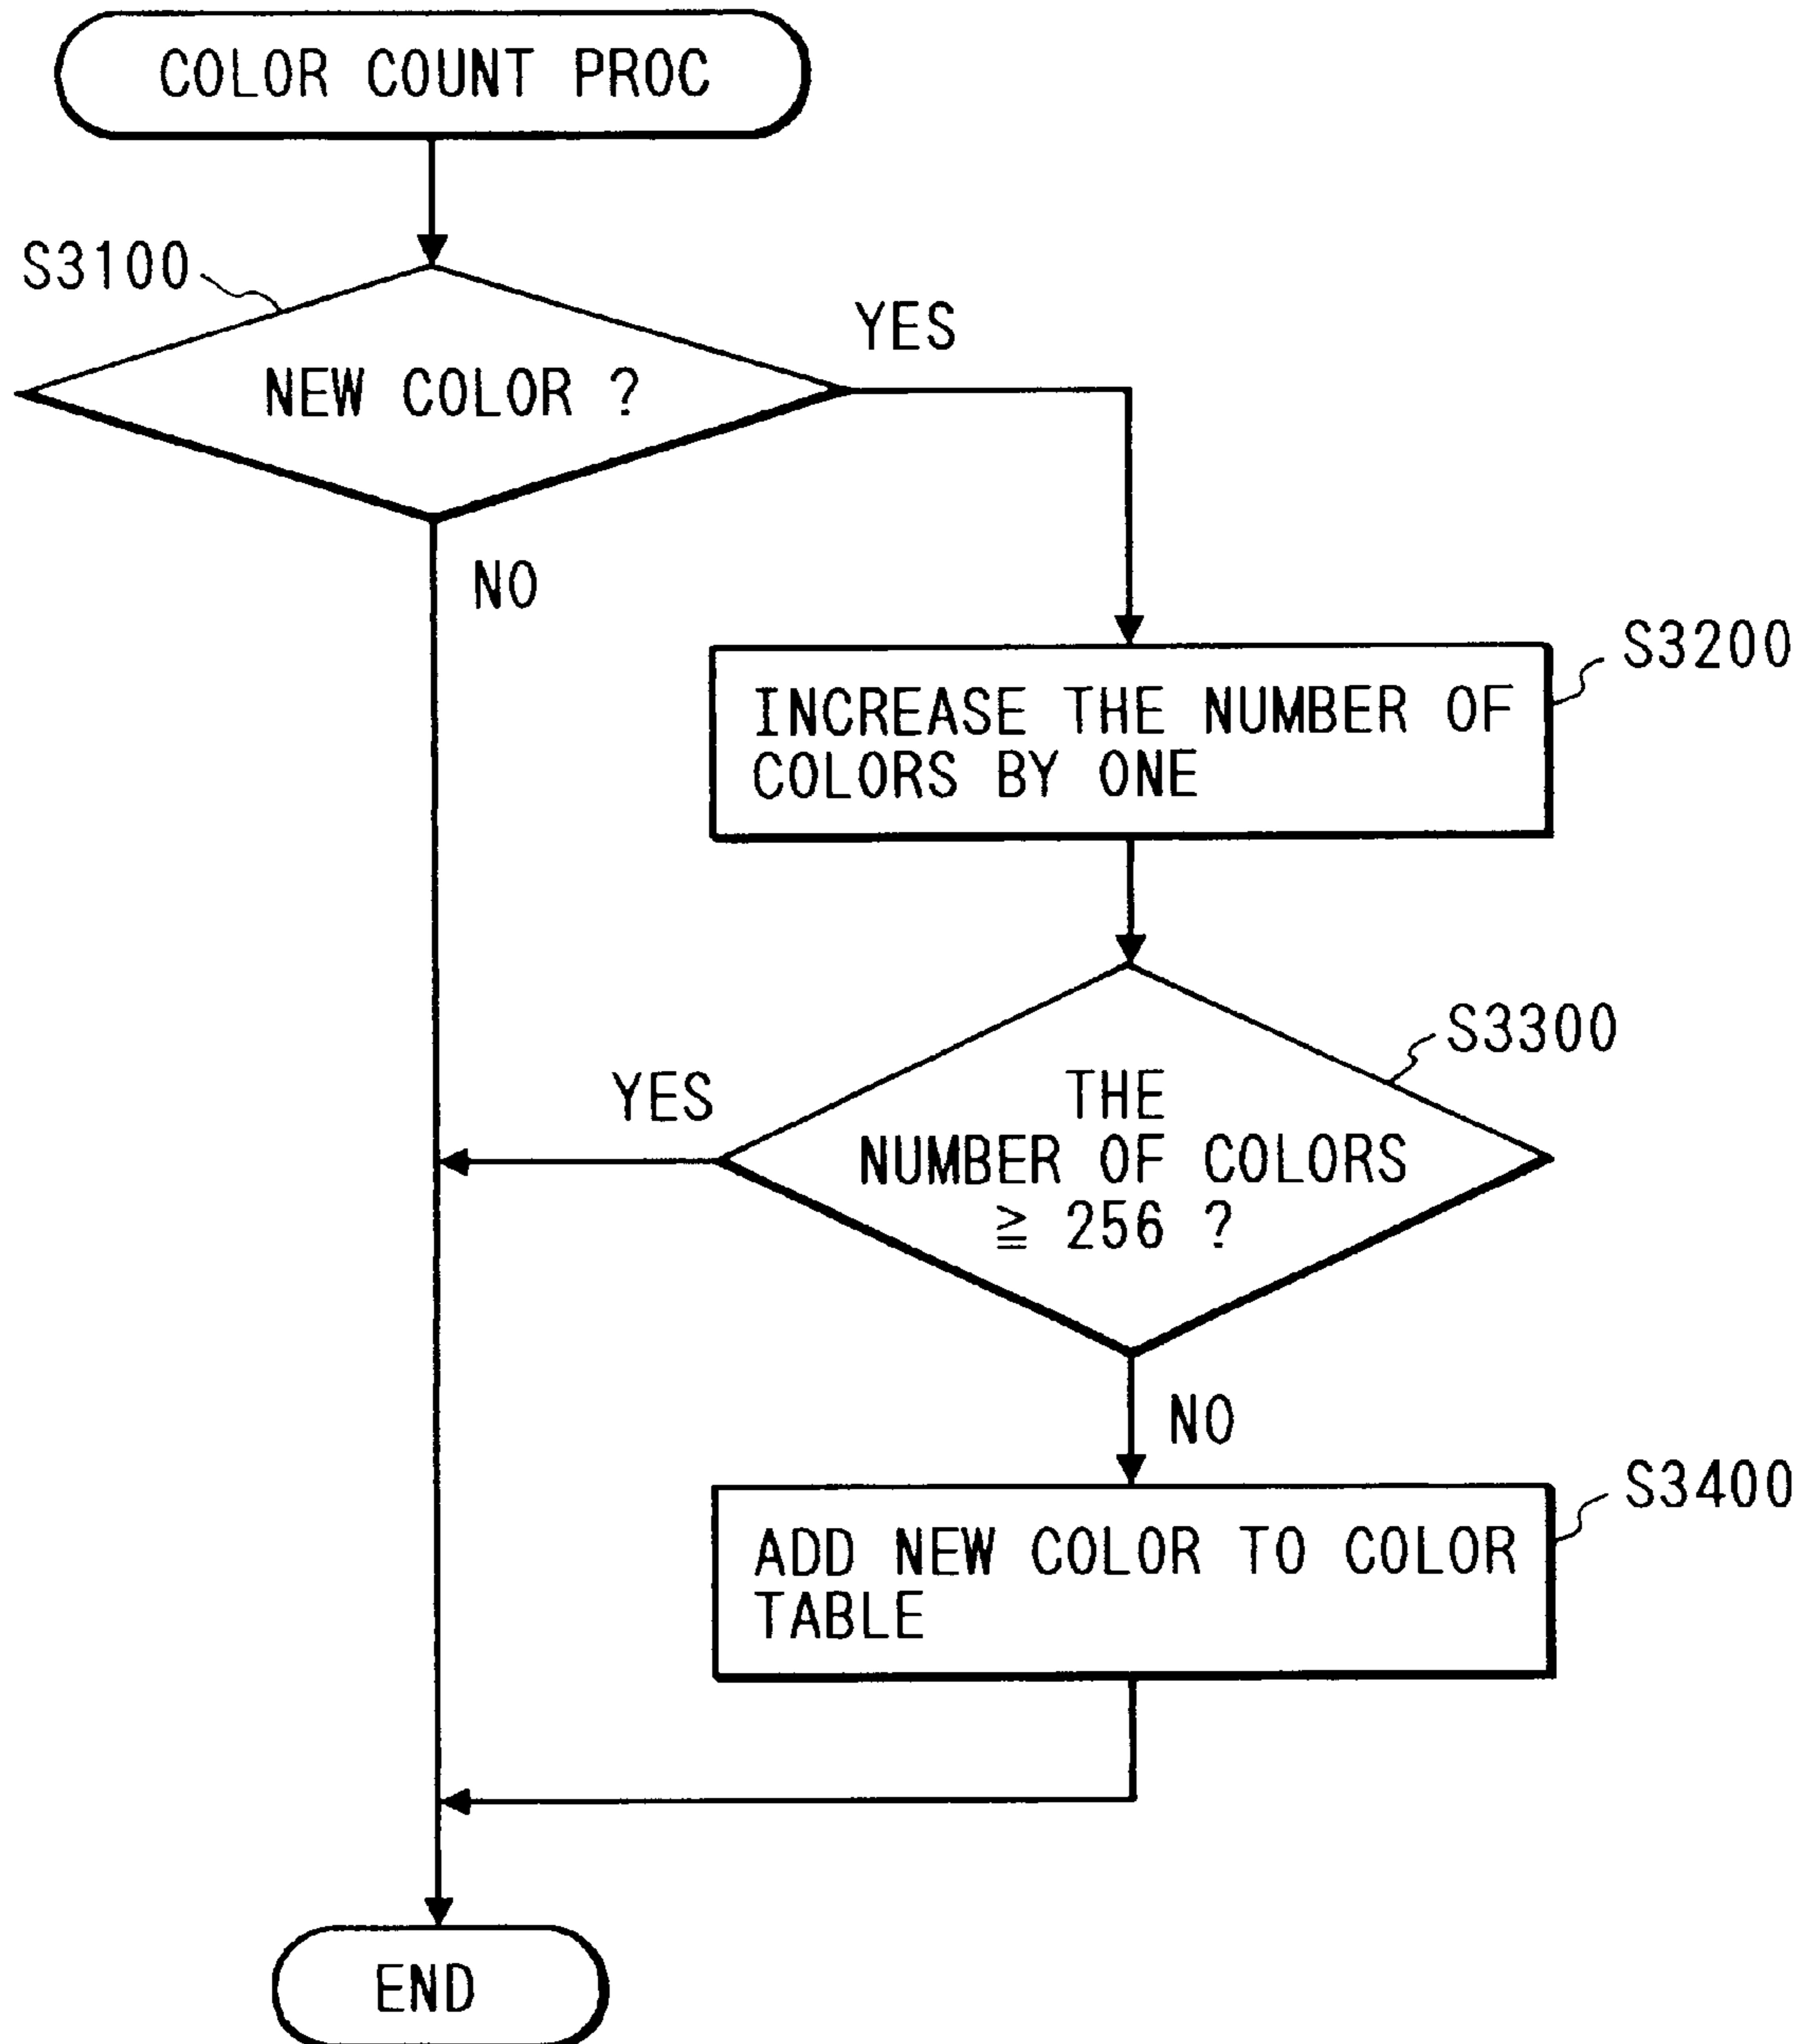 COLOR COUNT PROC
S3100
YES
NEW COLOR ?
NO
S3200
INCREASE THE NUMBER OF
COLORS BY ONE
S3300
YES
THE
NUMBER OF COLORS
≧ 256 ?
NO
S3400
ADD NEW COLOR TO COLOR
TABLE
END